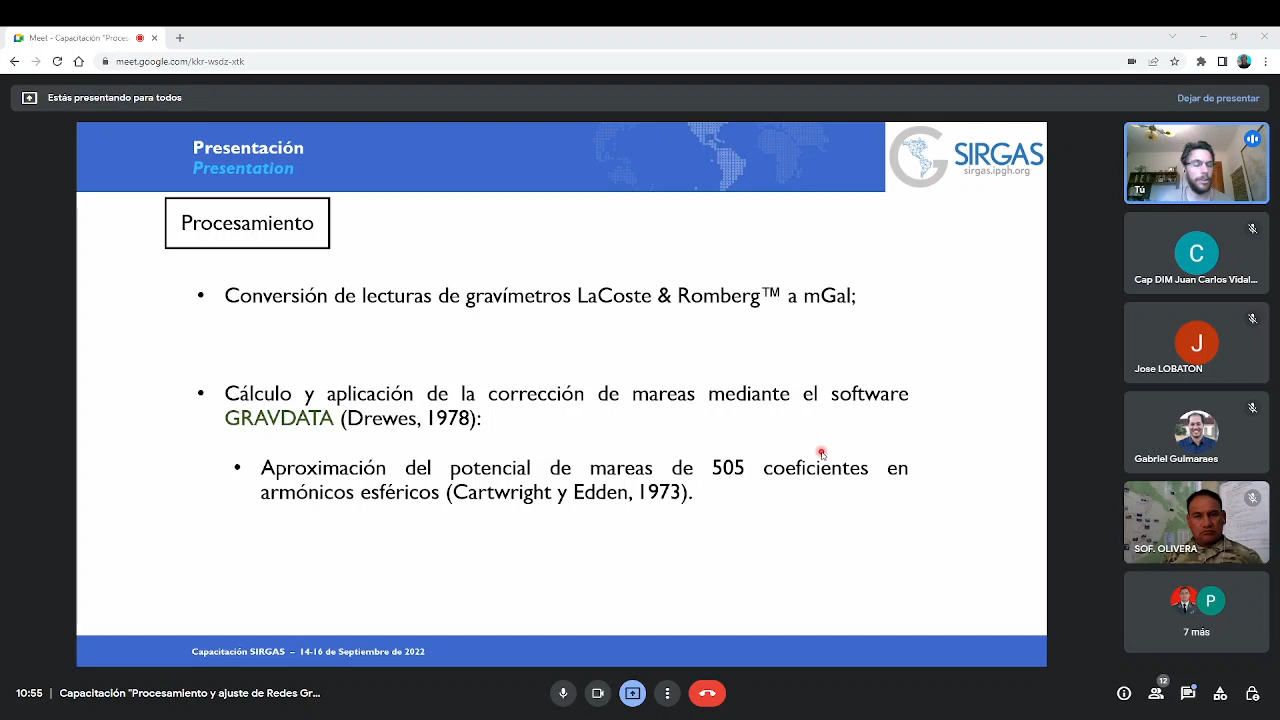 Meet - Capacitación "Proces
meet.google.com/kkr-wsdz-xtk
Estás presentando para todos
Dejar de presentar
Presentación
Presentation
SIRGAS
sirgas.ipgh.org
Procesamiento
• Conversión de lecturas de gravímetros LaCoste & Romberg™ a mGal;
• Cálculo y aplicación de la corrección de mareas mediante el software
GRAVDATA (Drewes, 1978):
• Aproximación del potencial de mareas de 505 coeficientes en
armónicos esféricos (Cartwright y Edden, 1973).
Capacitación SIRGAS – 14-16 de Septiembre de 2022
Tú
C
Cap DIM Juan Carlos Vidal...
J
Jose LOBATON
Gabriel Guimaraes
SOF. OLIVERA
P
7 más
10:55 | Capacitación "Procesamiento y ajuste de Redes Gr...
12